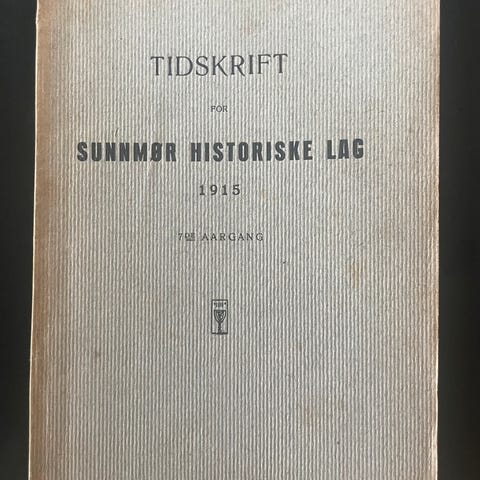 TIDSKRIFT
FOR
SUNNMØR HISTORISKE LAG
1915
7DE AARGANG